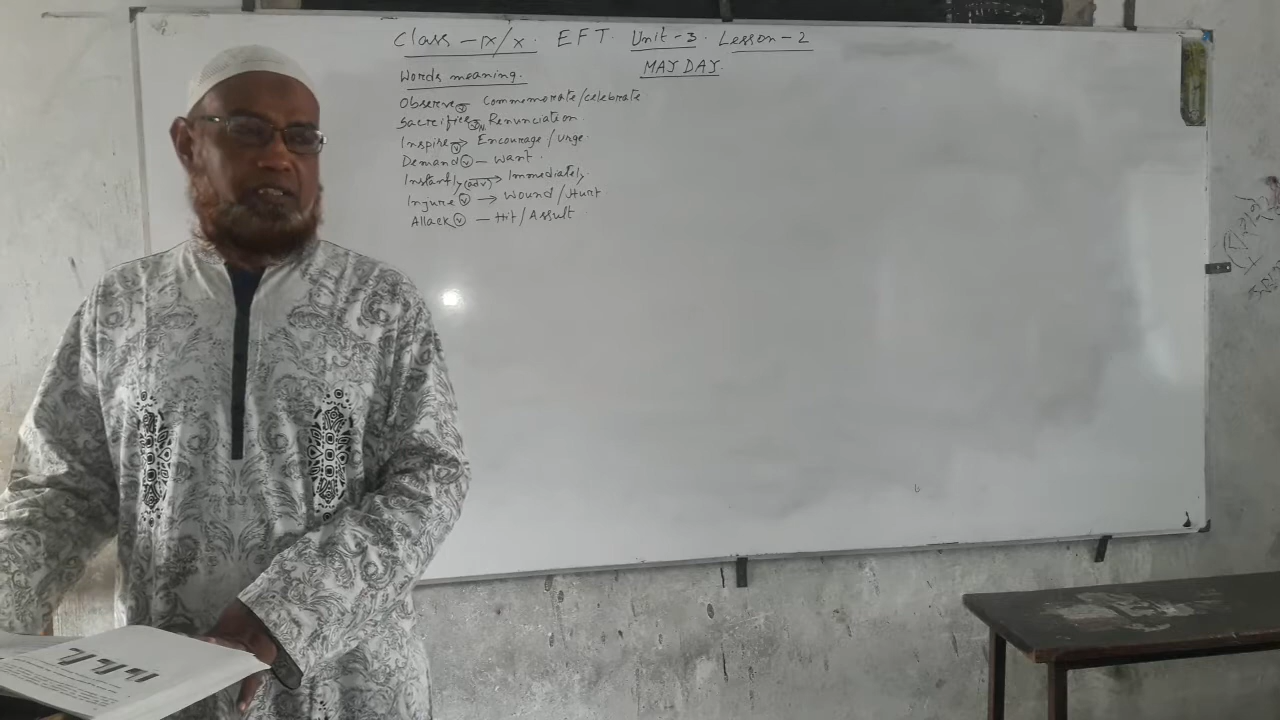 Class - IX/X. EFT. Unit-3. Lesson-2
Words meaning.
MAY DAY
Observe (v) - Commemorate/celebrate
Sacrifice (N) - Renunciation.
Inspire (v) → Encourage / Urge.
Demand (v) - Want.
Instantly (adv) → Immediately.
Injure (v) → Wound / Hurt
Attack (v) - Hit / Assult